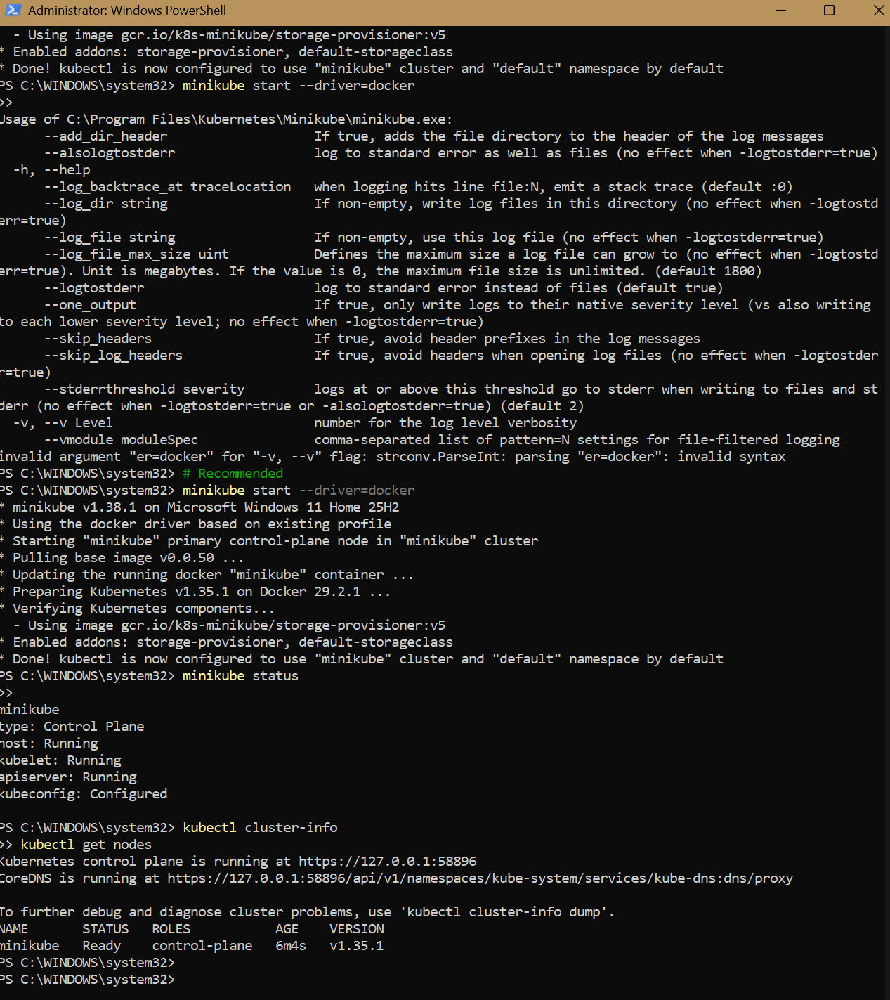 Administrator: Windows PowerShell
- Using image gcr.io/k8s-minikube/storage-provisioner:v5
* Enabled addons: storage-provisioner, default-storageclass
* Done! kubectl is now configured to use "minikube" cluster and "default" namespace by default
PS C:\WINDOWS\system32> minikube start --driver=docker
>>
Usage of C:\Program Files\Kubernetes\Minikube\minikube.exe:
--add_dir_header If true, adds the file directory to the header of the log messages
--alsologtostderr log to standard error as well as files (no effect when -logtostderr=true)
-h, --help
--log_backtrace_at traceLocation when logging hits line file:N, emit a stack trace (default :0)
--log_dir string If non-empty, write log files in this directory (no effect when -logtostd
err=true)
--log_file string If non-empty, use this log file (no effect when -logtostderr=true)
--log_file_max_size uint Defines the maximum size a log file can grow to (no effect when -logtostd
err=true). Unit is megabytes. If the value is 0, the maximum file size is unlimited. (default 1800)
--logtostderr log to standard error instead of files (default true)
--one_output If true, only write logs to their native severity level (vs also writing
to each lower severity level; no effect when -logtostderr=true)
--skip_headers If true, avoid header prefixes in the log messages
--skip_log_headers If true, avoid headers when opening log files (no effect when -logtostder
r=true)
--stderrthreshold severity logs at or above this threshold go to stderr when writing to files and st
derr (no effect when -logtostderr=true or -alsologtostderr=true) (default 2)
-v, --v Level number for the log level verbosity
--vmodule moduleSpec comma-separated list of pattern=N settings for file-filtered logging
invalid argument "er=docker" for "-v, --v" flag: strconv.ParseInt: parsing "er=docker": invalid syntax
PS C:\WINDOWS\system32> # Recommended
PS C:\WINDOWS\system32> minikube start --driver=docker
* minikube v1.38.1 on Microsoft Windows 11 Home 25H2
* Using the docker driver based on existing profile
* Starting "minikube" primary control-plane node in "minikube" cluster
* Pulling base image v0.0.50 ...
* Updating the running docker "minikube" container ...
* Preparing Kubernetes v1.35.1 on Docker 29.2.1 ...
* Verifying Kubernetes components...
- Using image gcr.io/k8s-minikube/storage-provisioner:v5
* Enabled addons: storage-provisioner, default-storageclass
* Done! kubectl is now configured to use "minikube" cluster and "default" namespace by default
PS C:\WINDOWS\system32> minikube status
>>
minikube
type: Control Plane
host: Running
kubelet: Running
apiserver: Running
kubeconfig: Configured
PS C:\WINDOWS\system32> kubectl cluster-info
>> kubectl get nodes
Kubernetes control plane is running at https://127.0.0.1:58896
CoreDNS is running at https://127.0.0.1:58896/api/v1/namespaces/kube-system/services/kube-dns:dns/proxy
To further debug and diagnose cluster problems, use 'kubectl cluster-info dump'.
NAME STATUS ROLES AGE VERSION
minikube Ready control-plane 6m4s v1.35.1
PS C:\WINDOWS\system32>
PS C:\WINDOWS\system32>